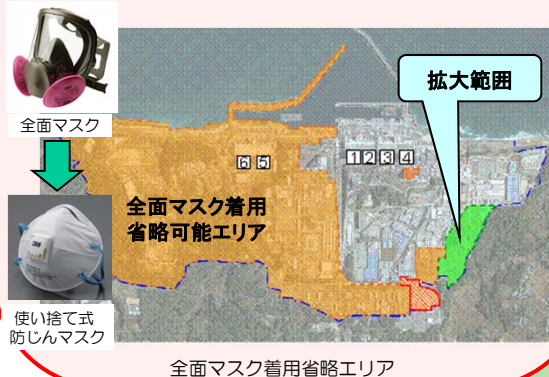 全面マスク
拡大範囲
6 5
1 2 3 4
全面マスク着用
省略可能エリア
3M
使い捨て式
防じんマスク
全面マスク着用省略エリア